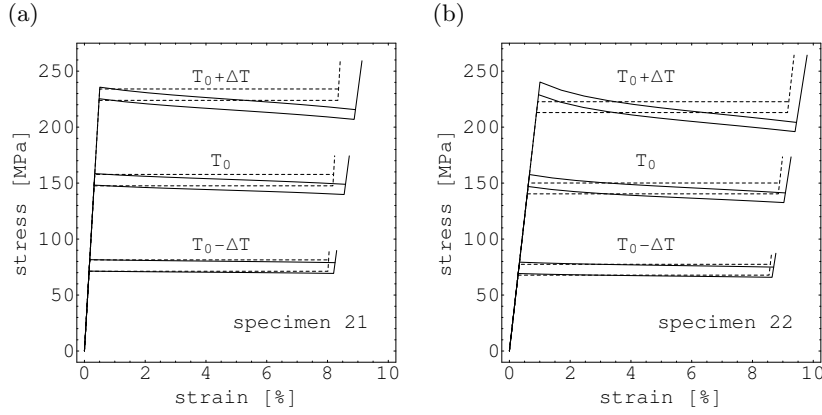 (a)
250
200
150
100
50
0
stress [MPa]
T₀+ΔT
T₀
T₀−ΔT
specimen 21
0 2 4 6 8 10
strain [%]
(b)
250
200
150
100
50
0
stress [MPa]
T₀+ΔT
T₀
T₀−ΔT
specimen 22
0 2 4 6 8 10
strain [%]